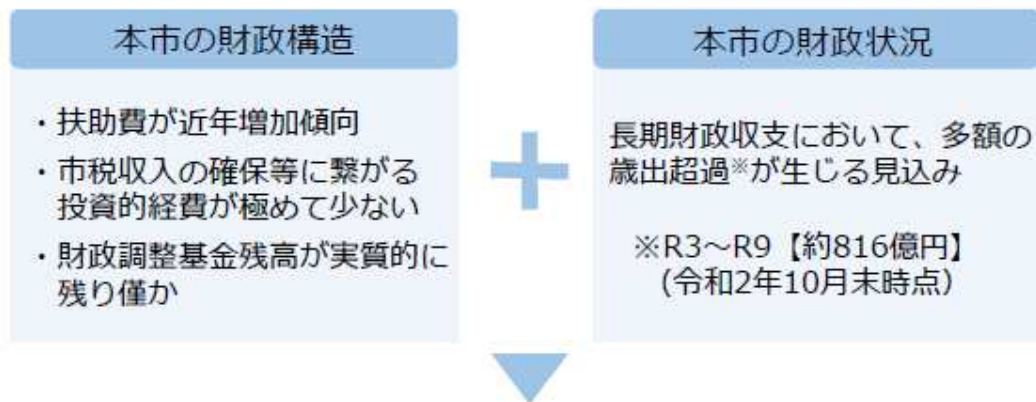 本市の財政構造
・扶助費が近年増加傾向
・市税収入の確保等に繋がる
投資的経費が極めて少ない
・財政調整基金残高が実質的に
残り僅か
本市の財政状況
長期財政収支において、多額の
歳出超過※が生じる見込み
※R3～R9【約816億円】
(令和2年10月末時点)